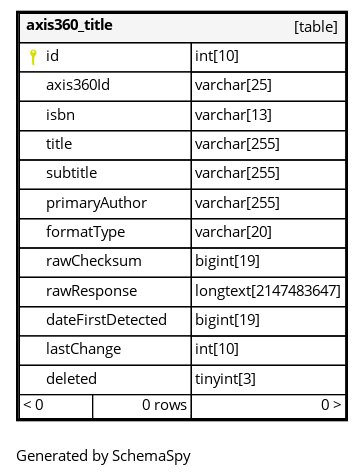 axis360_title [table]
id int[10]
axis360Id varchar[25]
isbn varchar[13]
title varchar[255]
subtitle varchar[255]
primaryAuthor varchar[255]
formatType varchar[20]
rawChecksum bigint[19]
rawResponse longtext[2147483647]
dateFirstDetected bigint[19]
lastChange int[10]
deleted tinyint[3]
< 0 0 rows 0 >
Generated by SchemaSpy